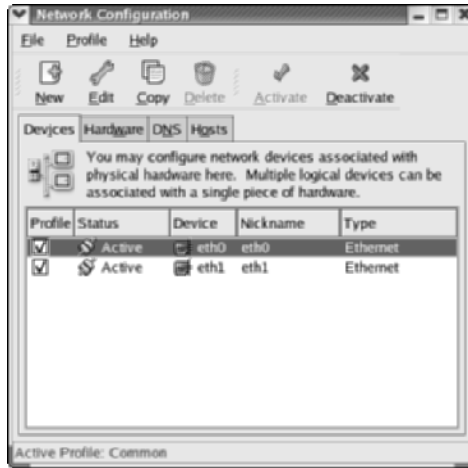 Network Configuration
File Profile Help
New Edit Copy Delete Activate Deactivate
Devices Hardware DNS Hosts
You may configure network devices associated with
physical hardware here. Multiple logical devices can be
associated with a single piece of hardware.
Profile Status Device Nickname Type
Active eth0 eth0 Ethernet
Active eth1 eth1 Ethernet
Active Profile: Common